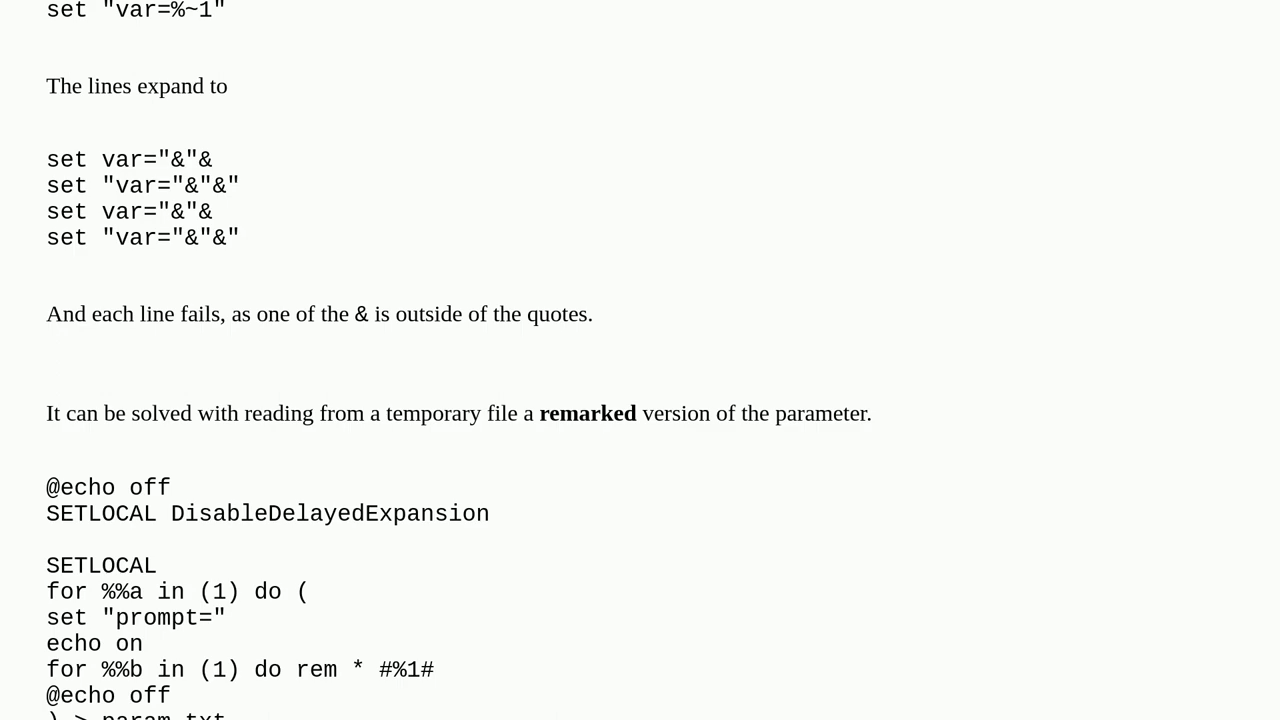 set "var=%~1"
The lines expand to
set var="&"&
set "var="&"&"
set var="&"&
set "var="&"&"
And each line fails, as one of the & is outside of the quotes.
It can be solved with reading from a temporary file a remarked version of the parameter.
@echo off
SETLOCAL DisableDelayedExpansion
SETLOCAL
for %%a in (1) do (
set "prompt="
echo on
for %%b in (1) do rem * #%1#
@echo off
) > param.txt